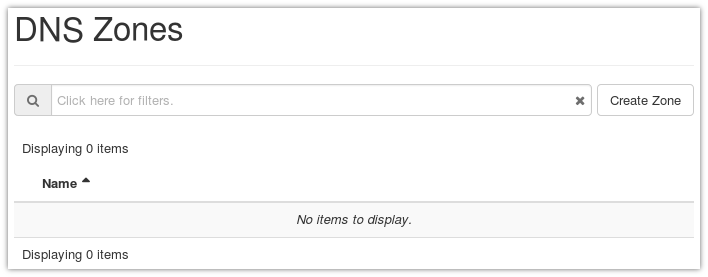 DNS Zones
Click here for filters.
Create Zone
Displaying 0 items
Name
No items to display.
Displaying 0 items